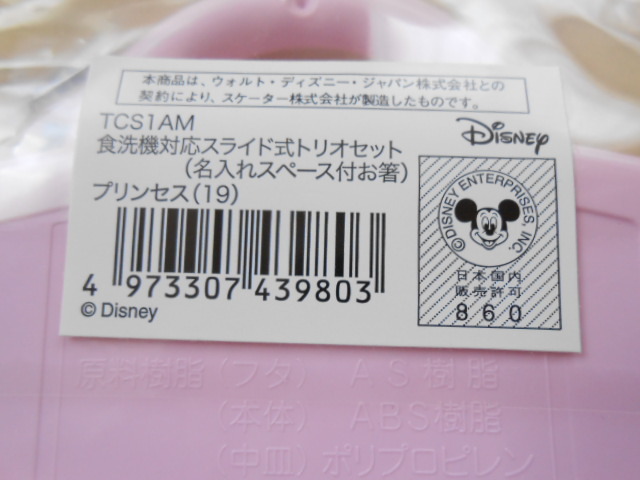 本商品は、ウォルト・ディズニー・ジャパン株式会社との
契約により、スケーター株式会社が製造したものです。
TCS1AM
Disney
食洗機対応スライド式トリオセット
（名入れスペース付お箸）
プリンセス（19）
4 973307 439803
© Disney
©DISNEY ENTERPRISES, INC.
日本国内
販売許可
860
原料樹脂（フタ） AS樹脂
（本体） ABS樹脂
（中皿）ポリプロピレン